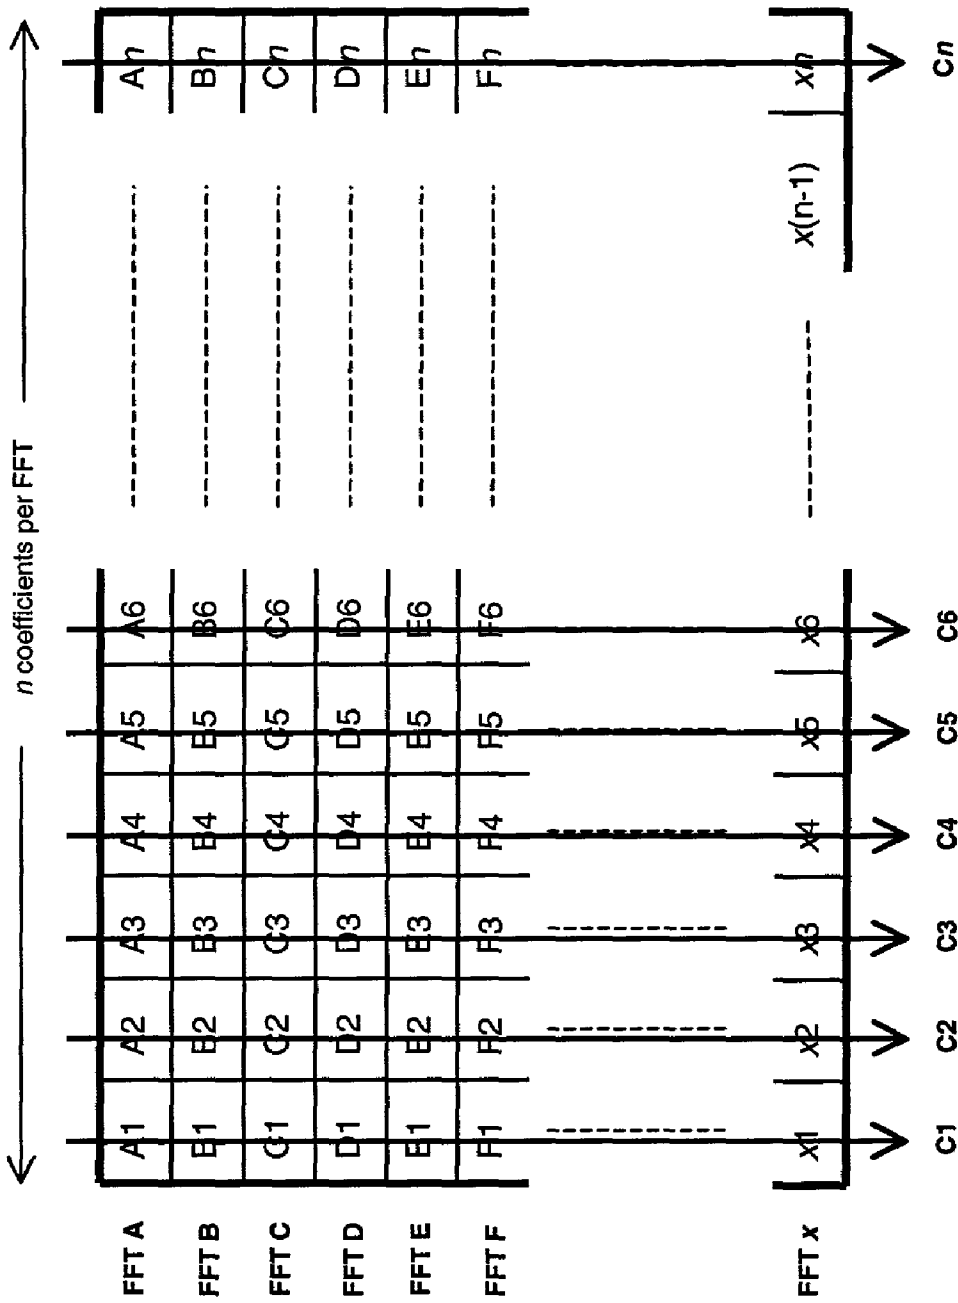 n coefficients per FFT
FFT A A1 A2 A3 A4 A5 A6 An
FFT B B1 B2 B3 B4 B5 B6 Bn
FFT C C1 C2 C3 C4 C5 C6 Cn
FFT D D1 D2 D3 D4 D5 D6 Dn
FFT E E1 E2 E3 E4 E5 E6 En
FFT F F1 F2 F3 F4 F5 F6 Fn
FFT x x1 x2 x3 x4 x5 x6 x(n-1) xn
C1 C2 C3 C4 C5 C6 Cn